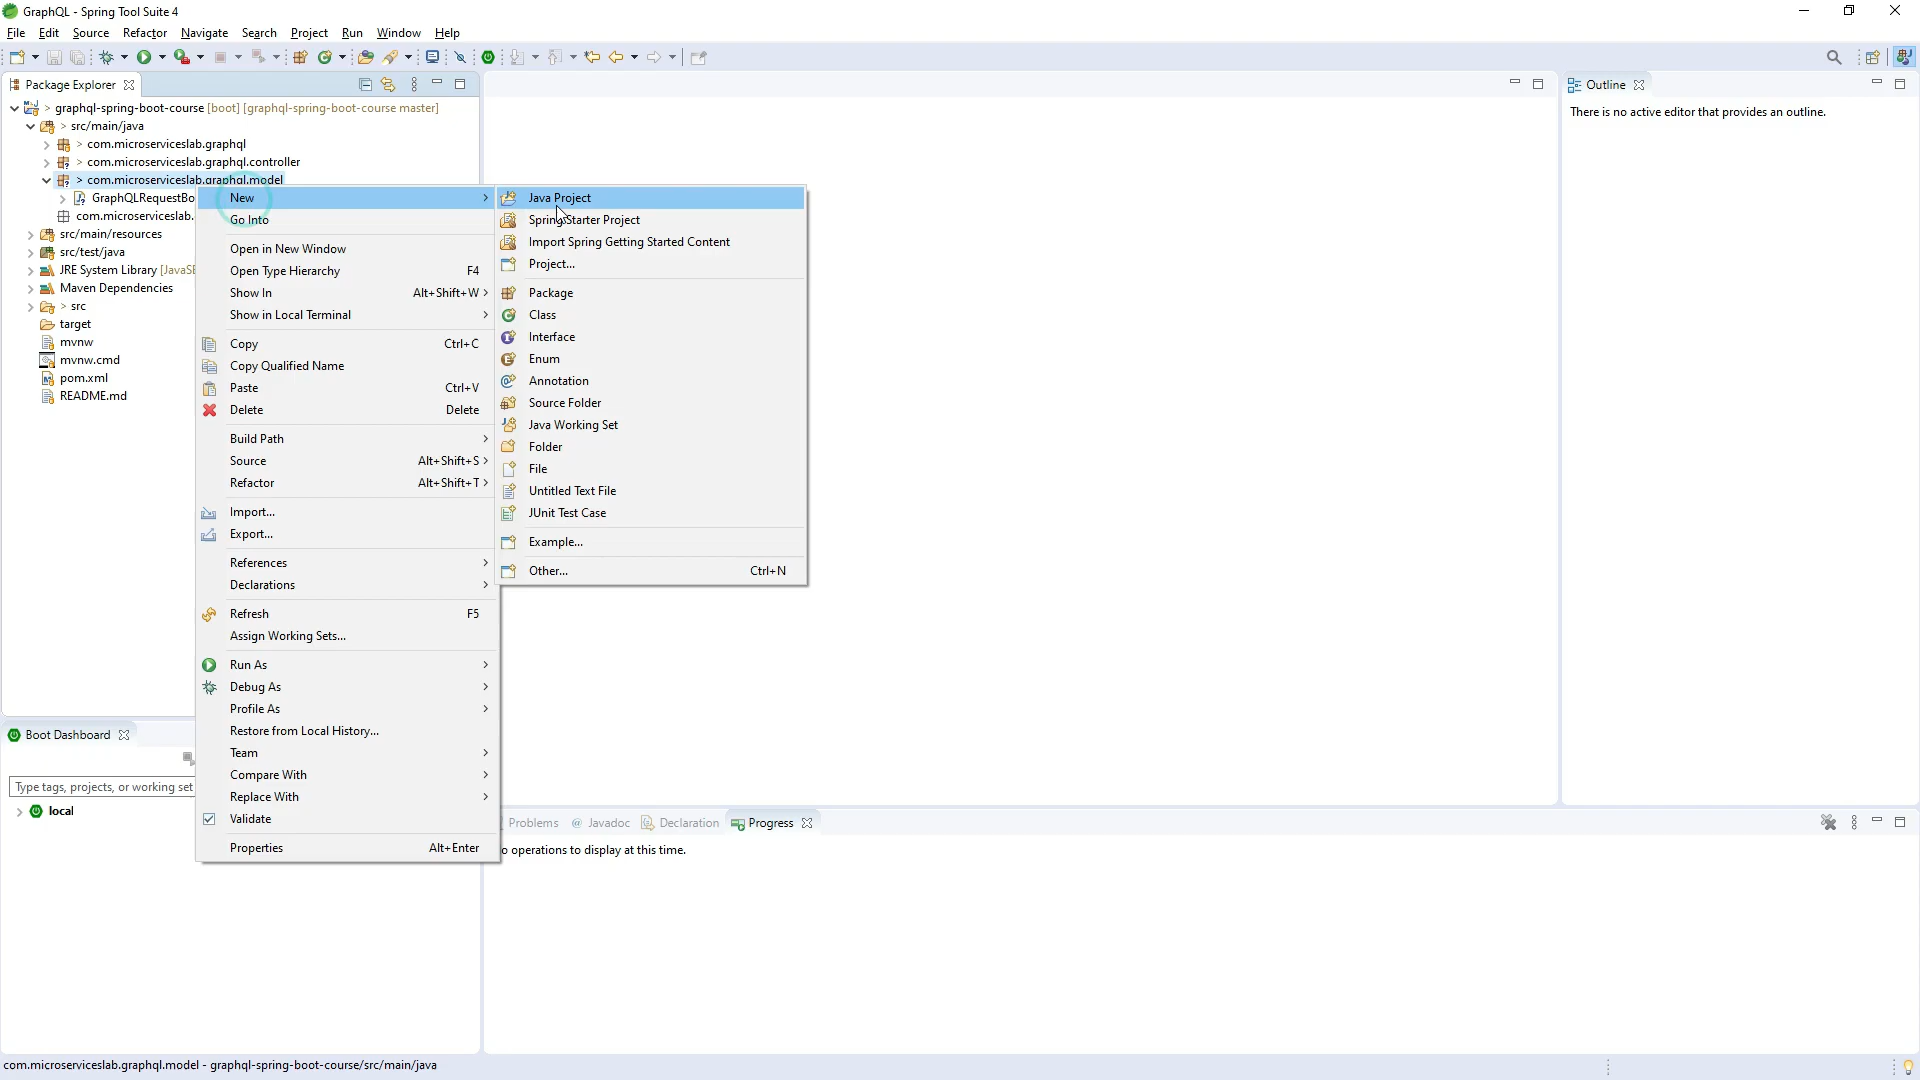 GraphQL - Spring Tool Suite 4
File Edit Source Refactor Navigate Search Project Run Window Help
Package Explorer
> graphql-spring-boot-course [boot] [graphql-spring-boot-course master]
> src/main/java
> com.microserviceslab.graphql
> com.microserviceslab.graphql.controller
> com.microserviceslab.graphql.model
GraphQLRequestBo
com.microserviceslab.
src/main/resources
src/test/java
JRE System Library [JavaSE
Maven Dependencies
> src
target
mvnw
mvnw.cmd
pom.xml
README.md
New
Go Into
Open in New Window
Open Type Hierarchy F4
Show In Alt+Shift+W >
Show in Local Terminal
Copy Ctrl+C
Copy Qualified Name
Paste Ctrl+V
Delete Delete
Build Path
Source Alt+Shift+S >
Refactor Alt+Shift+T >
Import...
Export...
References
Declarations
Refresh F5
Assign Working Sets...
Run As
Debug As
Profile As
Restore from Local History...
Team
Compare With
Replace With
Validate
Properties Alt+Enter
Java Project
Spring Starter Project
Import Spring Getting Started Content
Project...
Package
Class
Interface
Enum
Annotation
Source Folder
Java Working Set
Folder
File
Untitled Text File
JUnit Test Case
Example...
Other... Ctrl+N
Outline
There is no active editor that provides an outline.
Boot Dashboard
Type tags, projects, or working set
local
Problems Javadoc Declaration Progress
o operations to display at this time.
com.microserviceslab.graphql.model - graphql-spring-boot-course/src/main/java